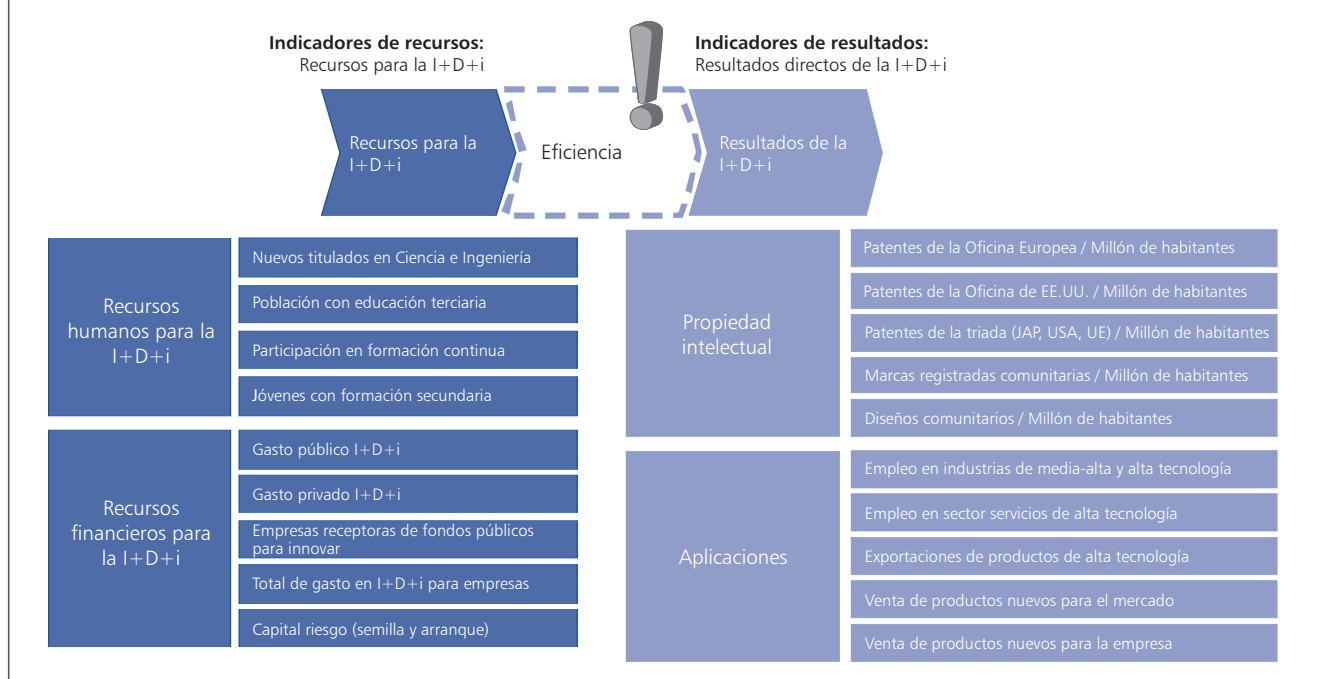 Indicadores de recursos:
Recursos para la I+D+i
Indicadores de resultados:
Resultados directos de la I+D+i
Recursos para la
I+D+i
Eficiencia
Resultados de la
I+D+i
Recursos
humanos para la
I+D+i
Nuevos titulados en Ciencia e Ingeniería
Población con educación terciaria
Participación en formación continua
Jóvenes con formación secundaria
Recursos
financieros para
la I+D+i
Gasto público I+D+i
Gasto privado I+D+i
Empresas receptoras de fondos públicos
para innovar
Total de gasto en I+D+i para empresas
Capital riesgo (semilla y arranque)
Propiedad
intelectual
Patentes de la Oficina Europea / Millón de habitantes
Patentes de la Oficina de EE.UU. / Millón de habitantes
Patentes de la triada (JAP, USA, UE) / Millón de habitantes
Marcas registradas comunitarias / Millón de habitantes
Diseños comunitarios / Millón de habitantes
Aplicaciones
Empleo en industrias de media-alta y alta tecnología
Empleo en sector servicios de alta tecnología
Exportaciones de productos de alta tecnología
Venta de productos nuevos para el mercado
Venta de productos nuevos para la empresa